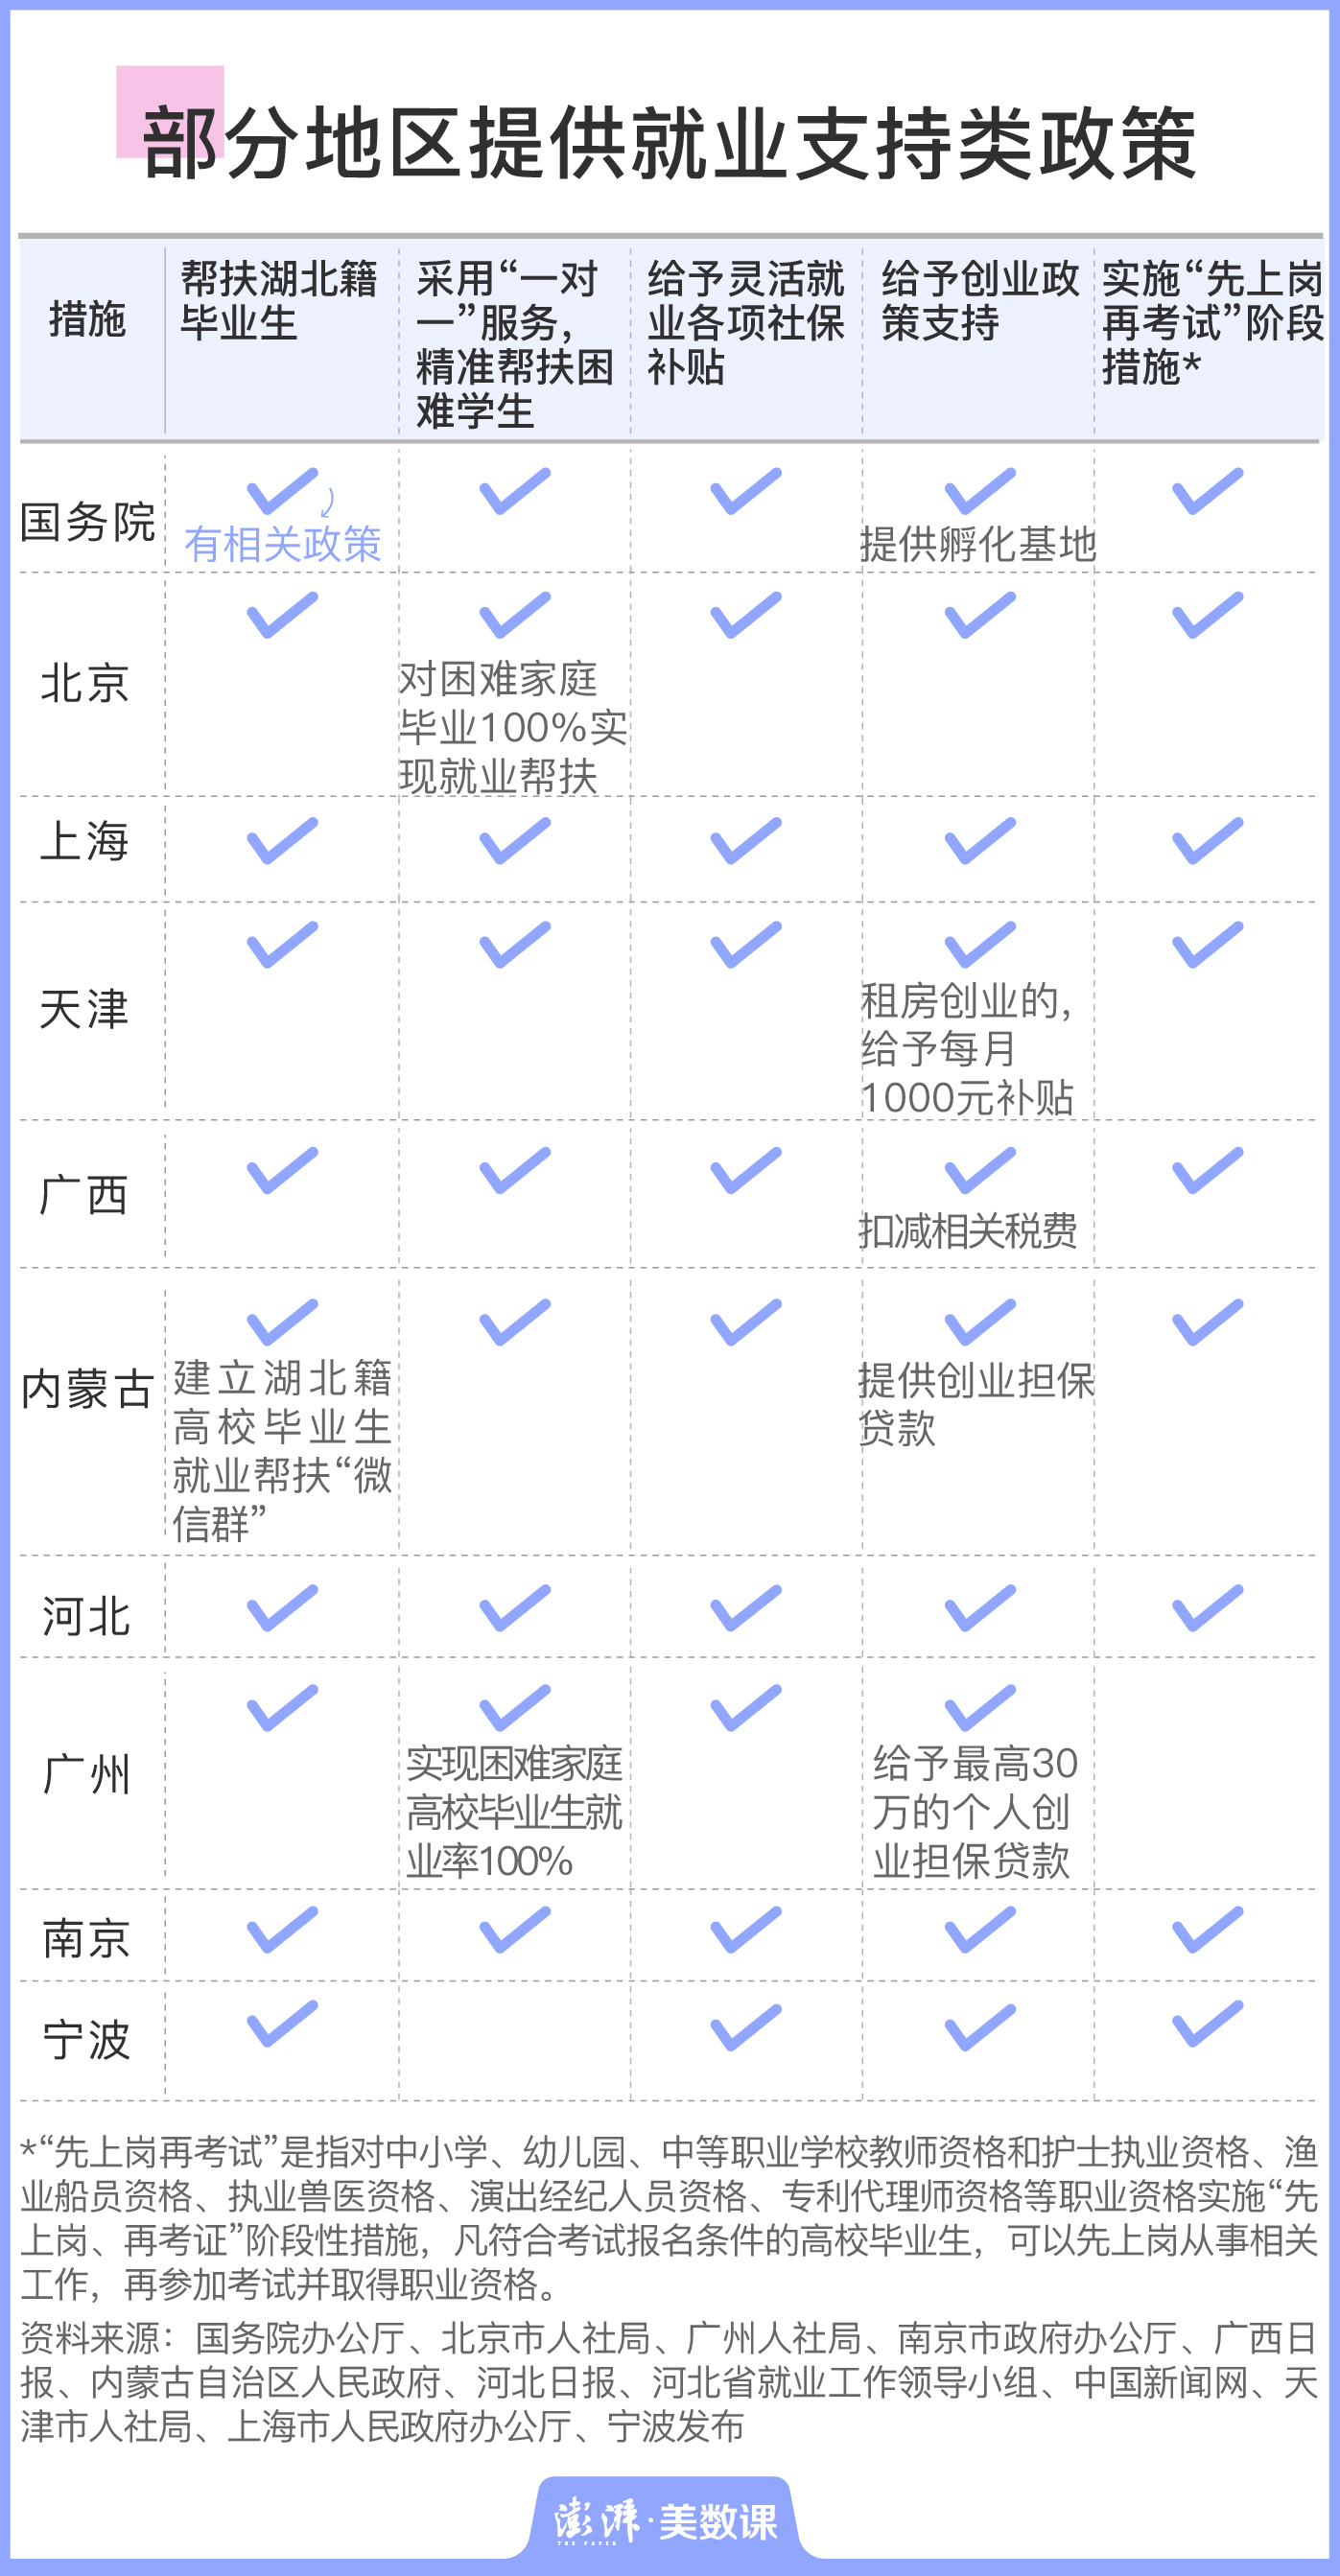 部分地区提供就业支持类政策
措施
帮扶湖北籍
毕业生
采用“一对
一”服务，
精准帮扶困
难学生
给予灵活就
业各项社保
补贴
给予创业政
策支持
实施“先上岗
再考试”阶段
措施*
国务院
有相关政策
提供孵化基地
北京
对困难家庭
毕业100%实
现就业帮扶
上海
天津
租房创业的，
给予每月
1000元补贴
广西
扣减相关税费
内蒙古
建立湖北籍
高校毕业生
就业帮扶“微
信群”
提供创业担保
贷款
河北
广州
实现困难家庭
高校毕业生就
业率100%
给予最高30
万的个人创
业担保贷款
南京
宁波
*“先上岗再考试”是指对中小学、幼儿园、中等职业学校教师资格和护士执业资格、渔
业船员资格、执业兽医资格、演出经纪人员资格、专利代理师资格等职业资格实施“先
上岗、再考证”阶段性措施，凡符合考试报名条件的高校毕业生，可以先上岗从事相关
工作，再参加考试并取得职业资格。
资料来源：国务院办公厅、北京市人社局、广州人社局、南京市政府办公厅、广西日
报、内蒙古自治区人民政府、河北日报、河北省就业工作领导小组、中国新闻网、天
津市人社局、上海市人民政府办公厅、宁波发布
澎湃·美数课
THE PAPER